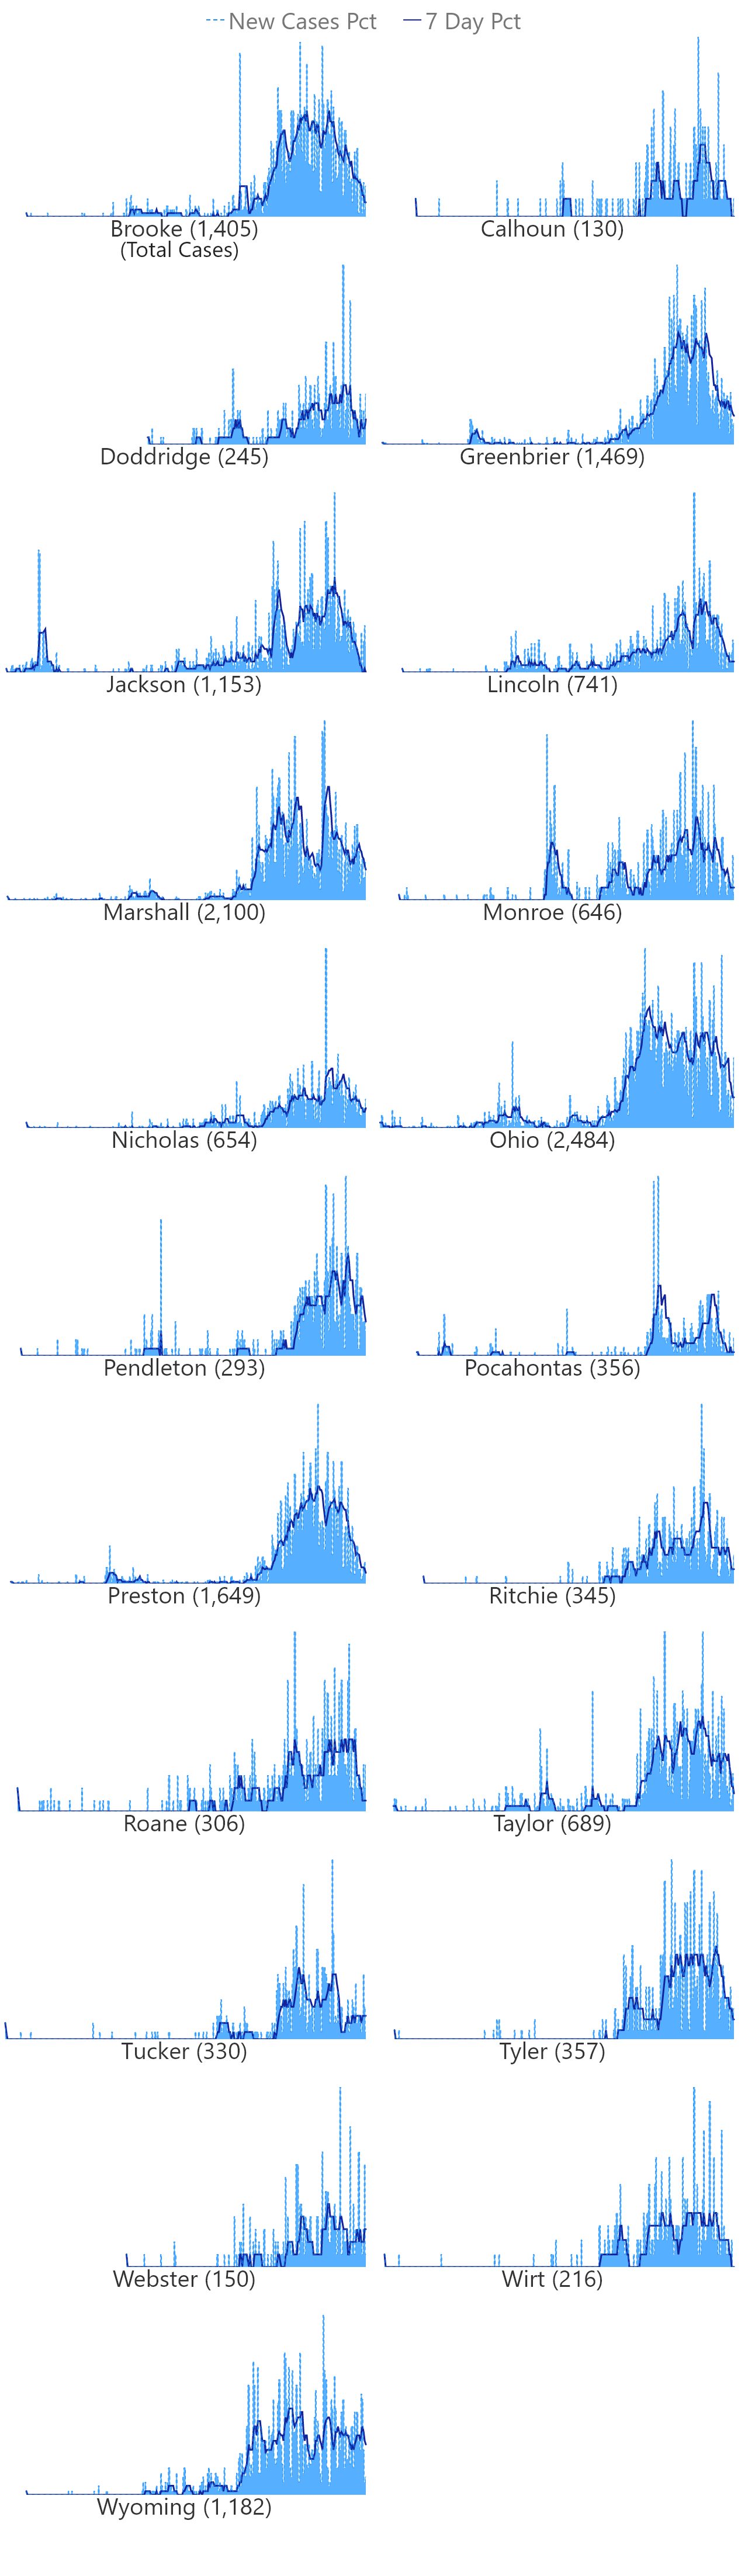 New Cases Pct 7 Day Pct
Brooke (1,405) Calhoun (130)
(Total Cases)
Doddridge (245) Greenbrier (1,469)
Jackson (1,153) Lincoln (741)
Marshall (2,100) Monroe (646)
Nicholas (654) Ohio (2,484)
Pendleton (293) Pocahontas (356)
Preston (1,649) Ritchie (345)
Roane (306) Taylor (689)
Tucker (330) Tyler (357)
Webster (150) Wirt (216)
Wyoming (1,182)